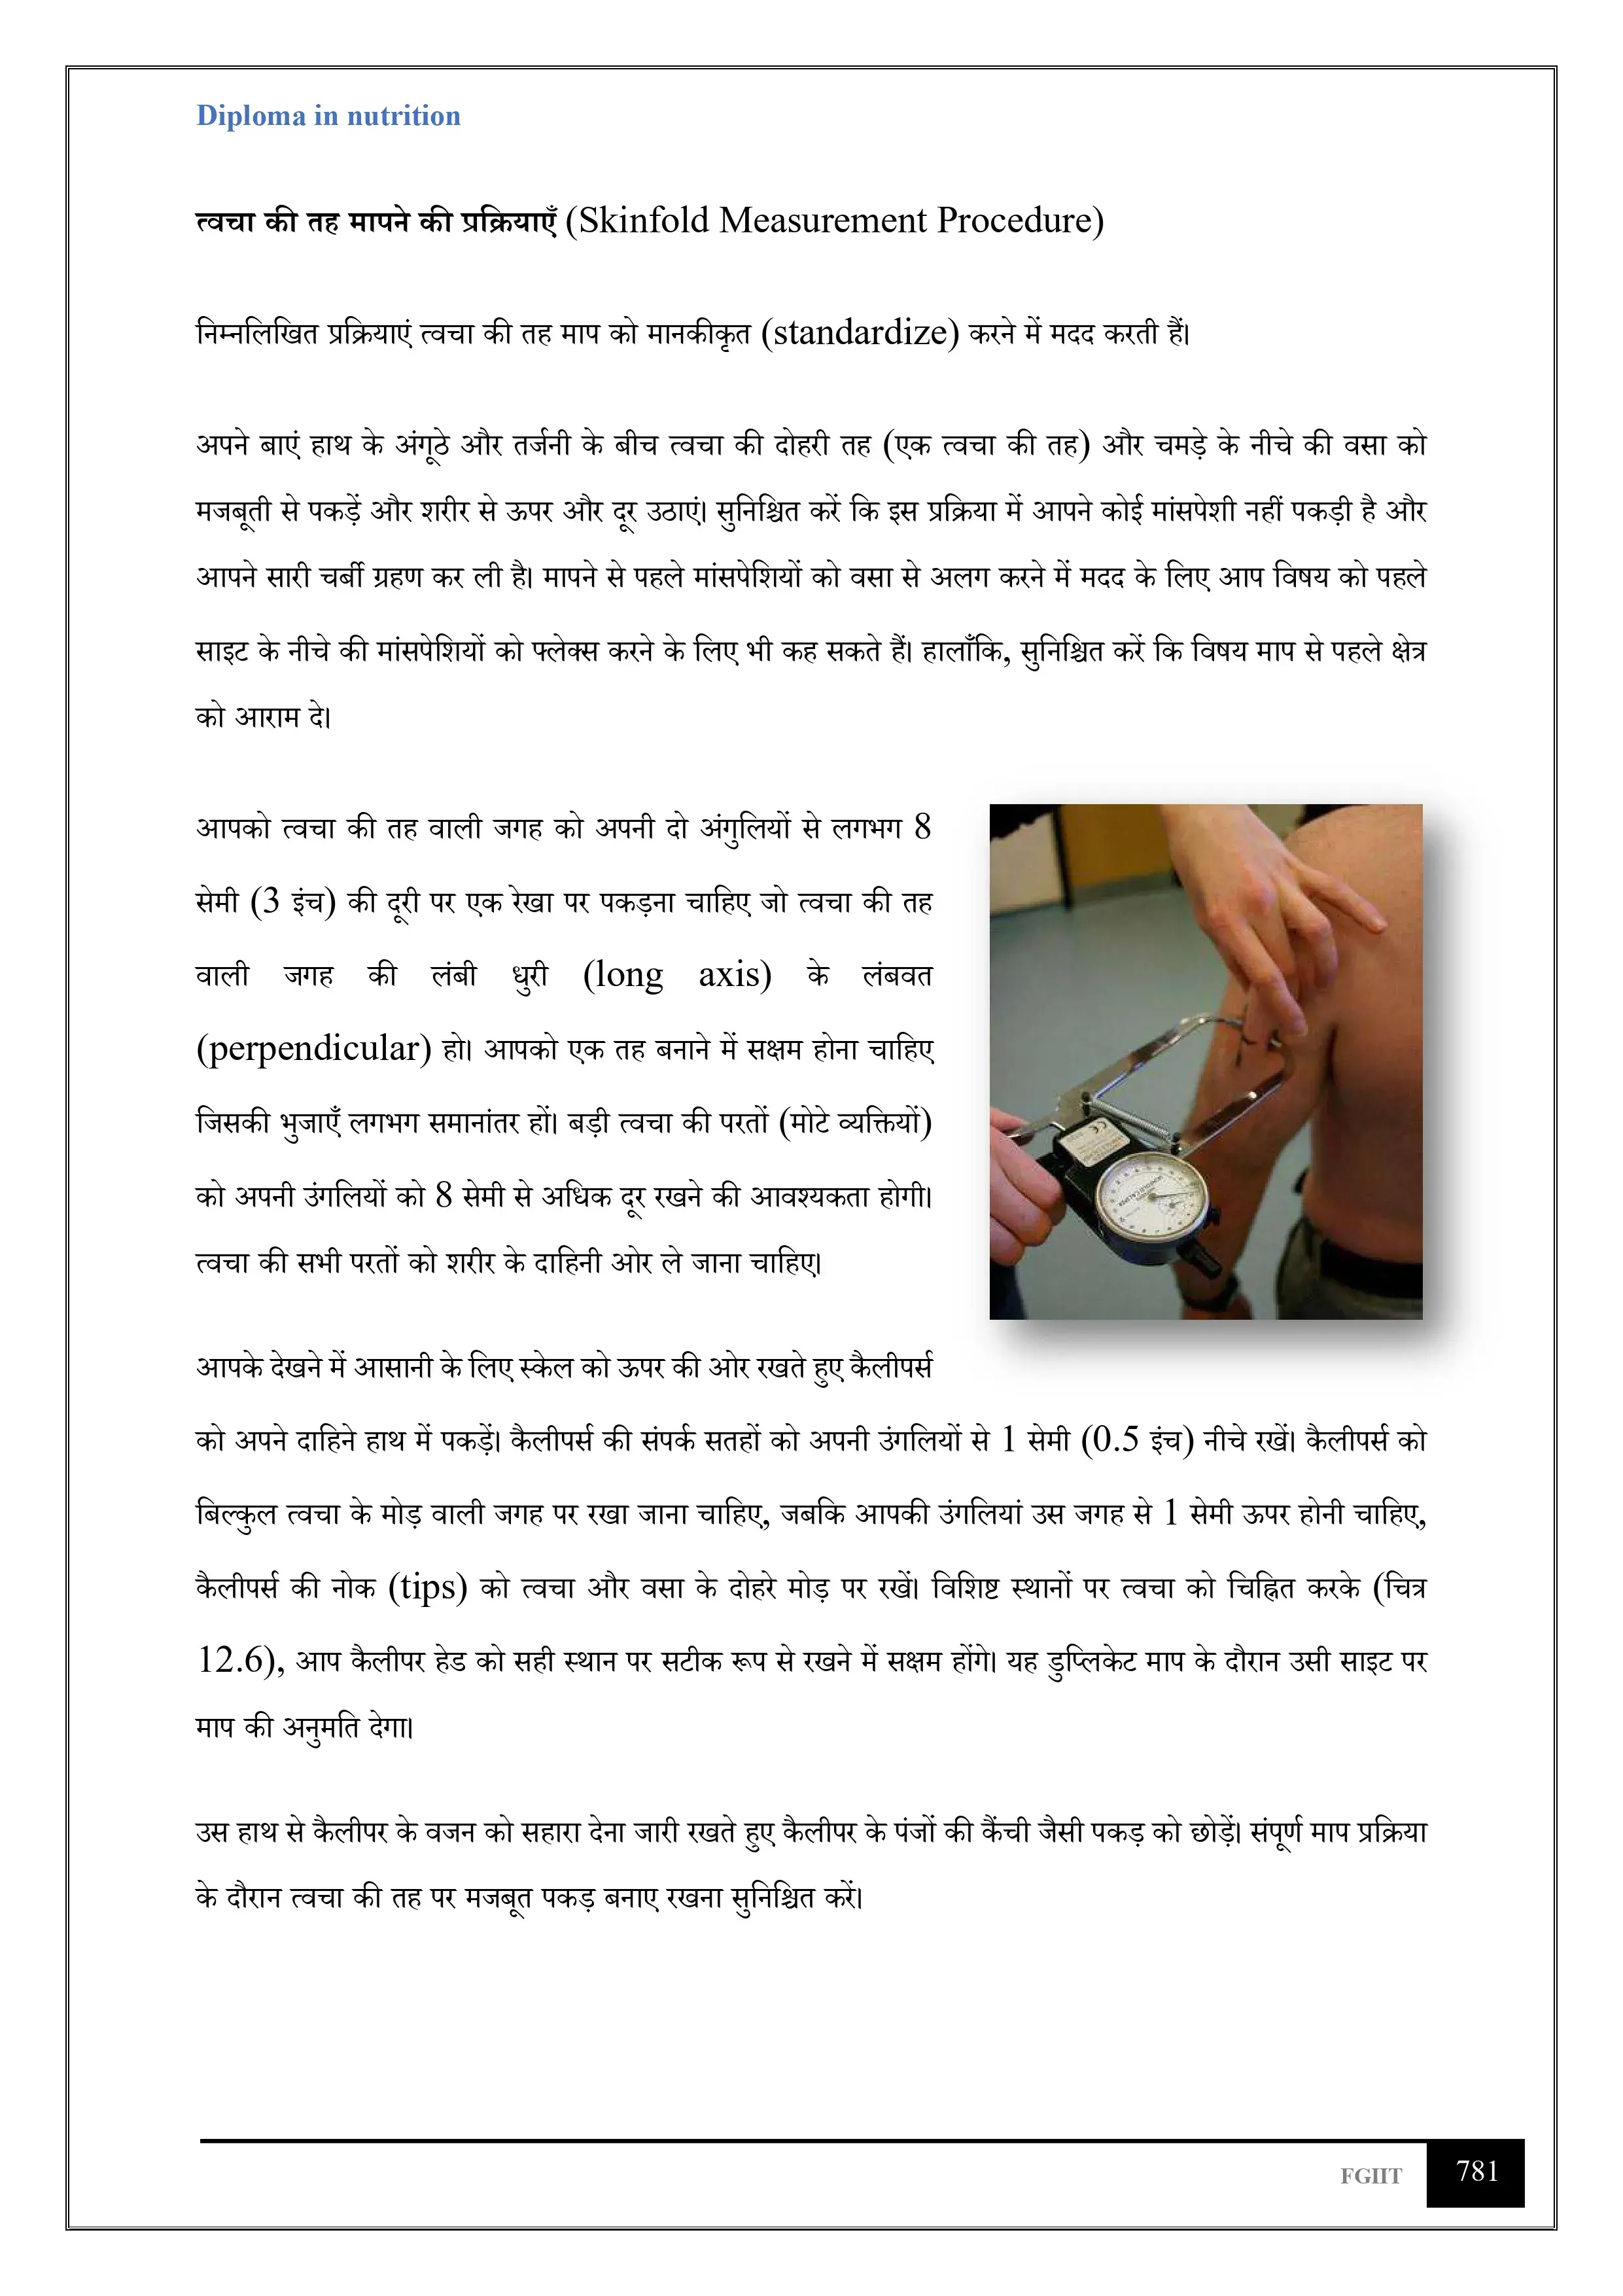 Diploma in nutrition
त्वचा की तह मापने की प्रक्रियाएँ (Skinfold Measurement Procedure)
निम्नलिखित प्रक्रियाएं त्वचा की तह माप को मानकीकृत (standardize) करने में मदद करती हैं।
अपने बाएं हाथ के अंगूठे और तर्जनी के बीच त्वचा की दोहरी तह (एक त्वचा की तह) और चमड़े के नीचे की वसा को
मजबूती से पकड़ें और शरीर से ऊपर और दूर उठाएं। सुनिश्चित करें कि इस प्रक्रिया में आपने कोई मांसपेशी नहीं पकड़ी है और
आपने सारी चर्बी ग्रहण कर ली है। मापने से पहले मांसपेशियों को वसा से अलग करने में मदद के लिए आप विषय को पहले
साइट के नीचे की मांसपेशियों को फ्लेक्स करने के लिए भी कह सकते हैं। हालाँकि, सुनिश्चित करें कि विषय माप से पहले क्षेत्र
को आराम दे।
आपको त्वचा की तह वाली जगह को अपनी दो अंगुलियों से लगभग 8
सेमी (3 इंच) की दूरी पर एक रेखा पर पकड़ना चाहिए जो त्वचा की तह
वाली जगह की लंबी धुरी (long axis) के लंबवत
(perpendicular) हो। आपको एक तह बनाने में सक्षम होना चाहिए
जिसकी भुजाएँ लगभग समानांतर हों। बड़ी त्वचा की परतों (मोटे व्यक्तियों)
को अपनी उंगलियों को 8 सेमी से अधिक दूर रखने की आवश्यकता होगी।
त्वचा की सभी परतों को शरीर के दाहिनी ओर ले जाना चाहिए।
आपके देखने में आसानी के लिए स्केल को ऊपर की ओर रखते हुए कैलीपर्स
को अपने दाहिने हाथ में पकड़ें। कैलीपर्स की संपर्क सतहों को अपनी उंगलियों से 1 सेमी (0.5 इंच) नीचे रखें। कैलीपर्स को
बिल्कुल त्वचा के मोड़ वाली जगह पर रखा जाना चाहिए, जबकि आपकी उंगलियां उस जगह से 1 सेमी ऊपर होनी चाहिए,
कैलीपर्स की नोक (tips) को त्वचा और वसा के दोहरे मोड़ पर रखें। विशिष्ट स्थानों पर त्वचा को चिह्नित करके (चित्र
12.6), आप कैलीपर हेड को सही स्थान पर सटीक रूप से रखने में सक्षम होंगे। यह डुप्लिकेट माप के दौरान उसी साइट पर
माप की अनुमति देगा।
उस हाथ से कैलीपर के वजन को सहारा देना जारी रखते हुए कैलीपर के पंजों की कैंची जैसी पकड़ को छोड़ें। संपूर्ण माप प्रक्रिया
के दौरान त्वचा की तह पर मजबूत पकड़ बनाए रखना सुनिश्चित करें।
FGIIT 781